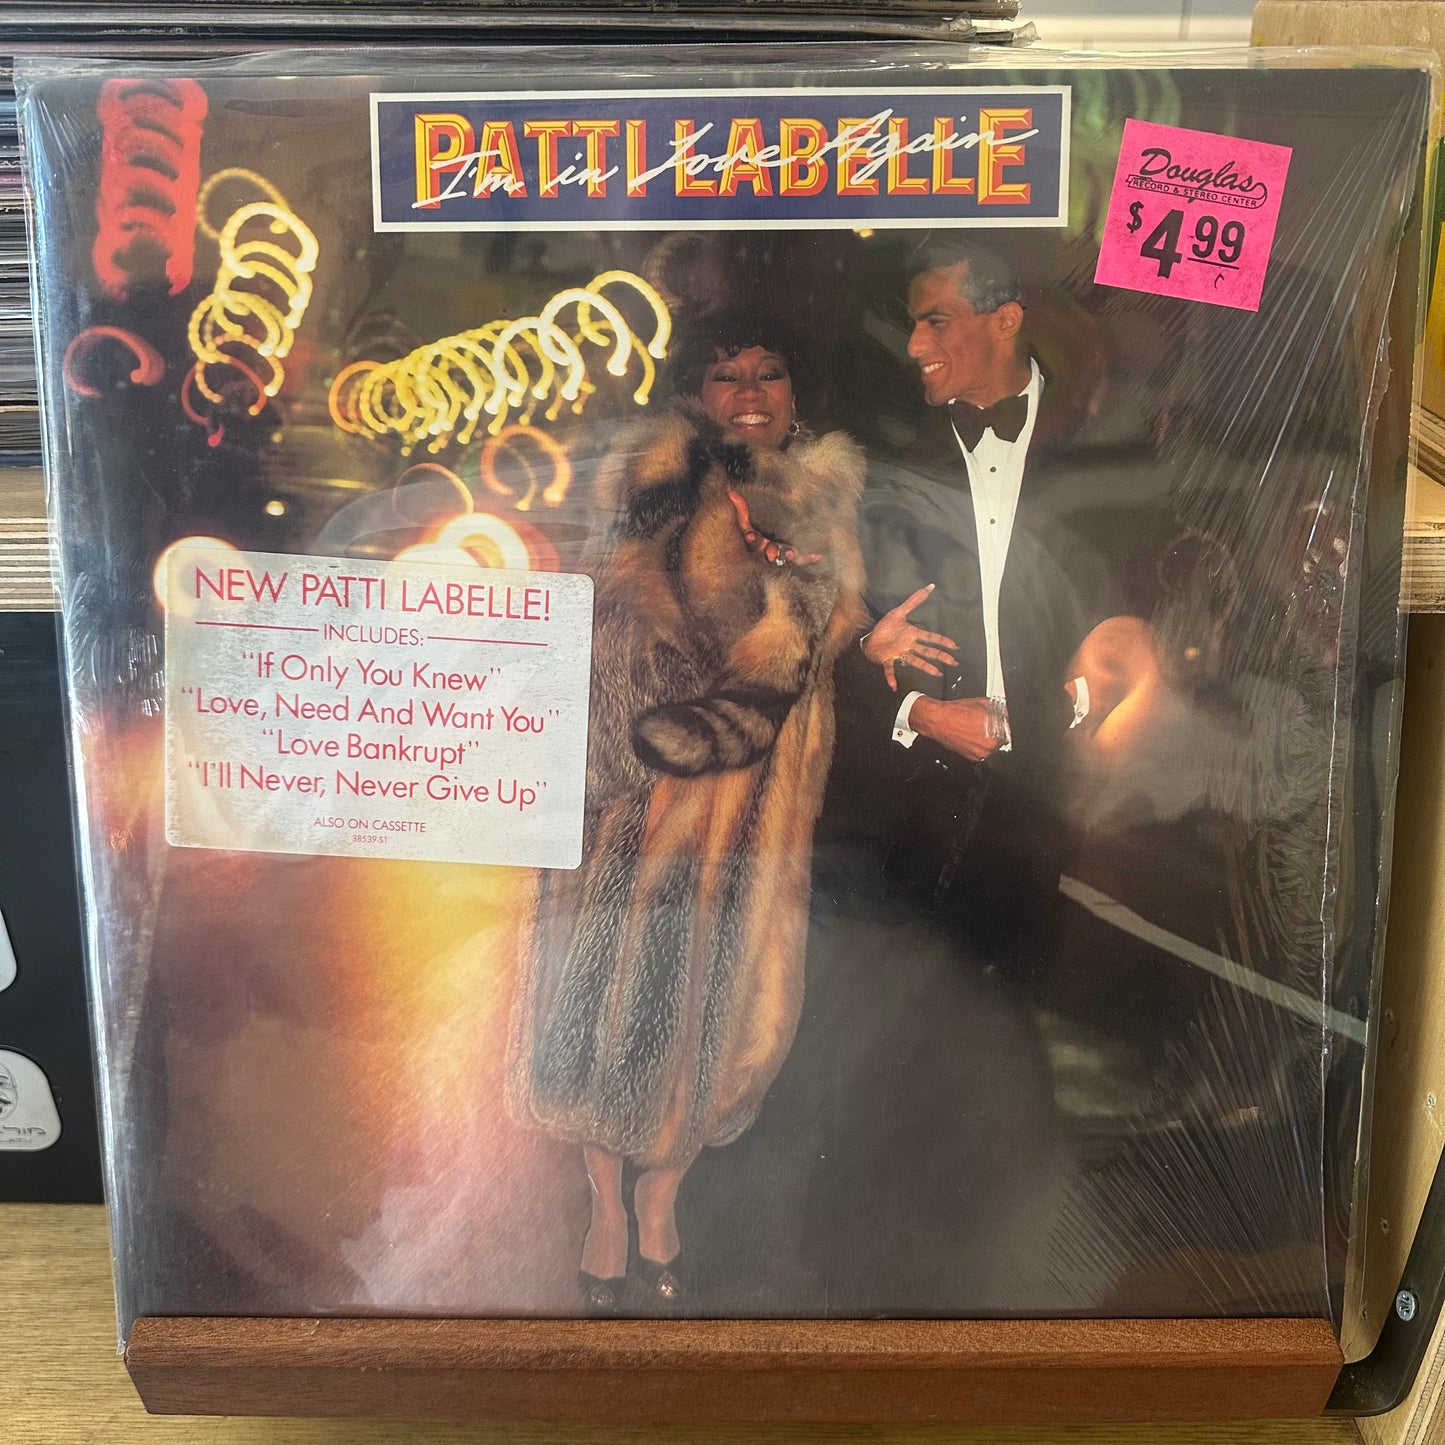 PATTI LABELLE
I'm in Love Again
Douglas
RECORD & STEREO CENTER
$4.99
NEW PATTI LABELLE!
INCLUDES:
"If Only You Knew"
"Love, Need And Want You"
"Love Bankrupt"
"I'll Never, Never Give Up"
ALSO ON CASSETTE
38539-S1